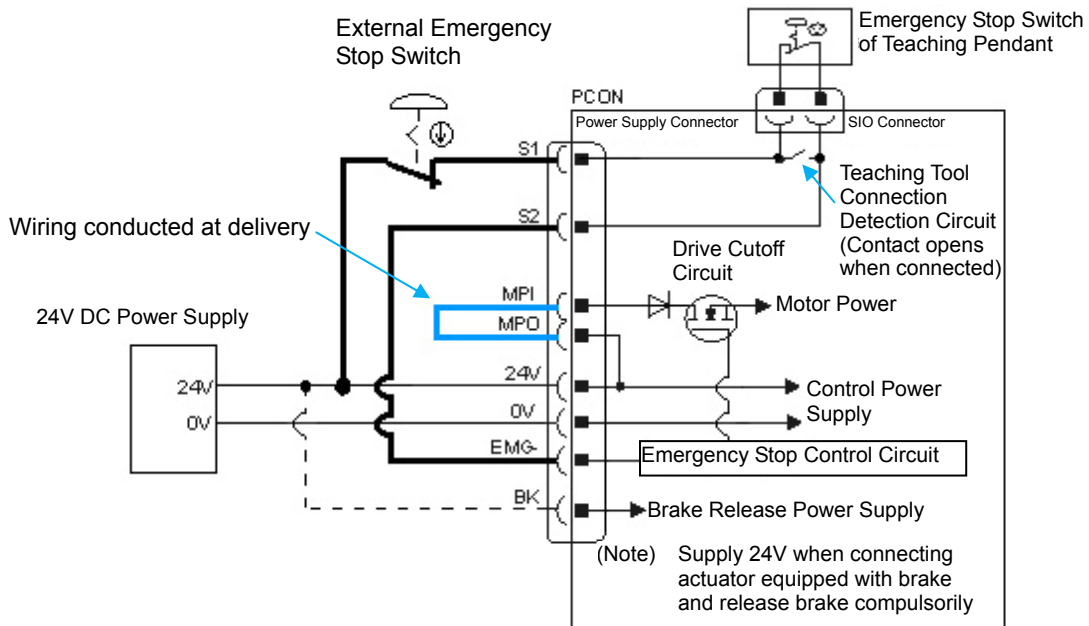 External Emergency
Stop Switch
Emergency Stop Switch
of Teaching Pendant
PCON
Power Supply Connector
SIO Connector
S1
Teaching Tool
Connection
Detection Circuit
(Contact opens
when connected)
S2
Wiring conducted at delivery
Drive Cutoff
Circuit
MPI
Motor Power
24V DC Power Supply
MPO
24V
24V
Control Power
Supply
0V
0V
EMG-
Emergency Stop Control Circuit
BK
Brake Release Power Supply
(Note) Supply 24V when connecting
actuator equipped with brake
and release brake compulsorily